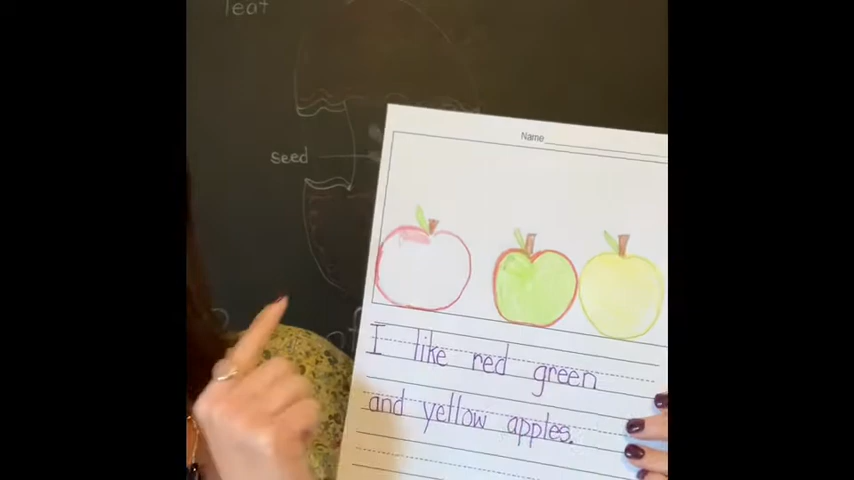 leaf
seed
Name
I like red green
and yellow apples.